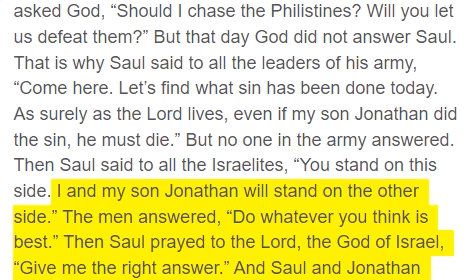 asked God, “Should I chase the Philistines? Will you let
us defeat them?” But that day God did not answer Saul.
That is why Saul said to all the leaders of his army,
“Come here. Let’s find what sin has been done today.
As surely as the Lord lives, even if my son Jonathan did
the sin, he must die.” But no one in the army answered.
Then Saul said to all the Israelites, “You stand on this
side. I and my son Jonathan will stand on the other
side.” The men answered, “Do whatever you think is
best.” Then Saul prayed to the Lord, the God of Israel,
“Give me the right answer.” And Saul and Jonathan